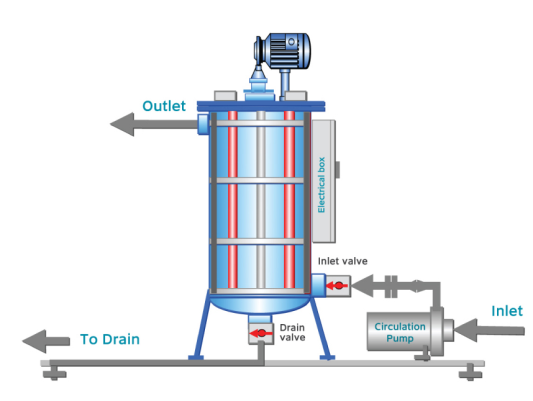 Outlet
Electrical box
Inlet valve
Inlet
Circulation
Pump
Drain
valve
To Drain